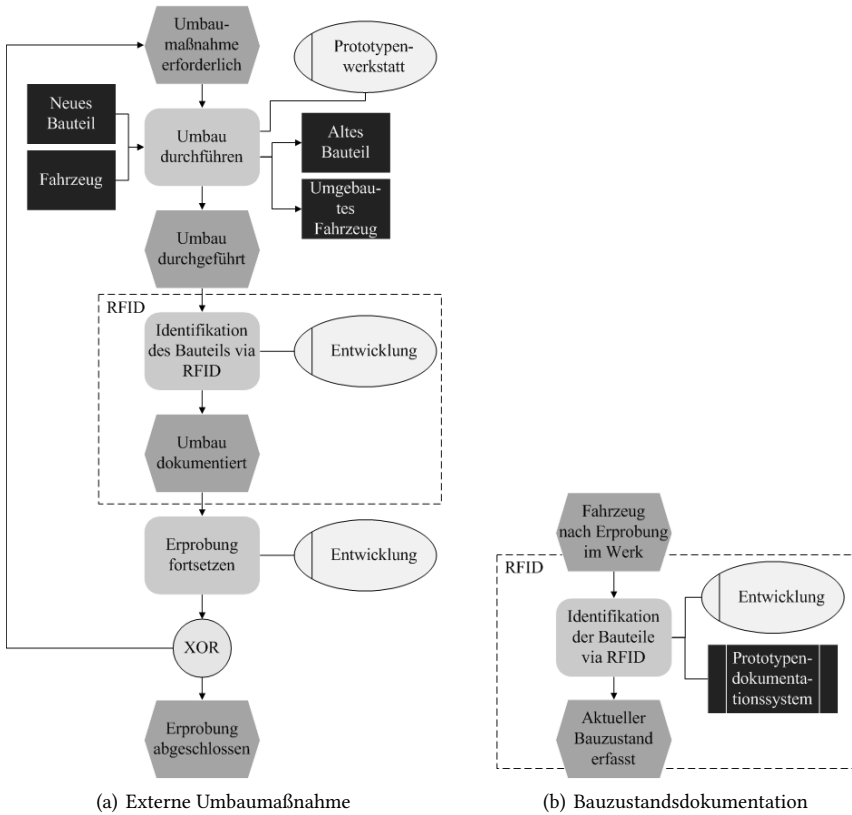 Umbau-
maßnahme
erforderlich
Prototypen-
werkstatt
Neues
Bauteil
Umbau
durchführen
Altes
Bauteil
Fahrzeug
Umgebau-
tes
Fahrzeug
Umbau
durchgeführt
RFID
Identifikation
des Bauteils via
RFID
Entwicklung
Umbau
dokumentiert
Erprobung
fortsetzen
Entwicklung
XOR
Erprobung
abgeschlossen
(a) Externe Umbaumaßnahme
Fahrzeug
nach Erprobung
im Werk
RFID
Identifikation
der Bauteile
via RFID
Entwicklung
Prototypen-
dokumenta-
tionssystem
Aktueller
Bauzustand
erfasst
(b) Bauzustandsdokumentation